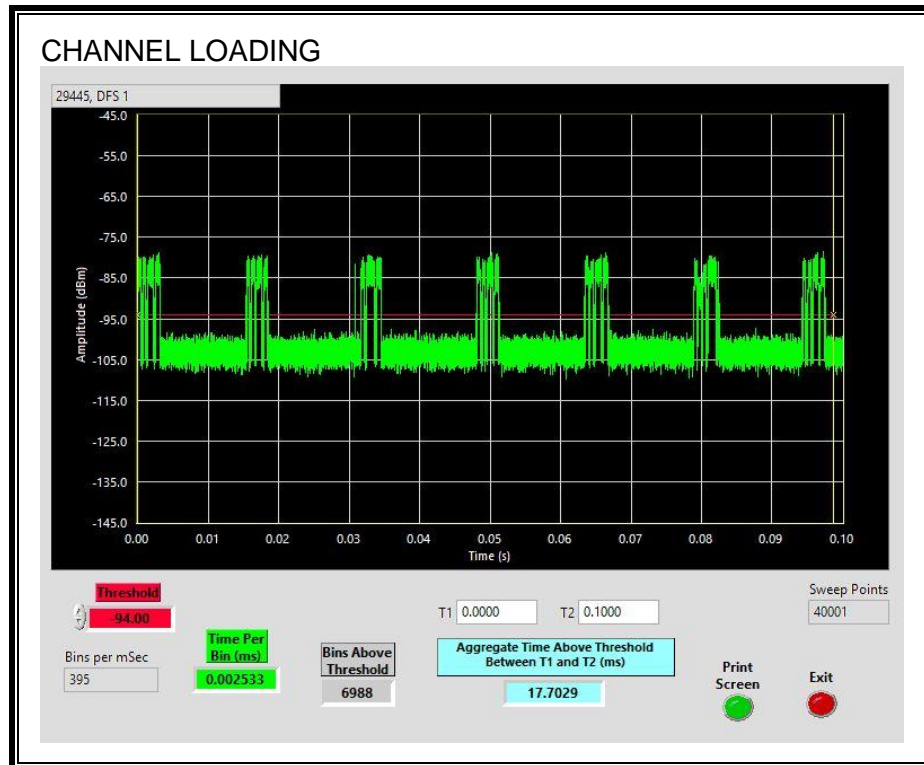 CHANNEL LOADING
29445, DFS 1
-45.0
-55.0
-65.0
-75.0
-85.0
-95.0
-105.0
-115.0
-125.0
-135.0
-145.0
Amplitude (dBm)
0.00 0.01 0.02 0.03 0.04 0.05 0.06 0.07 0.08 0.09 0.10
Time (s)
Threshold
-94.00
Bins per mSec
395
Time Per
Bin (ms)
0.002533
Bins Above
Threshold
6988
T1 0.0000 T2 0.1000
Aggregate Time Above Threshold
Between T1 and T2 (ms)
17.7029
Sweep Points
40001
Print
Screen
Exit